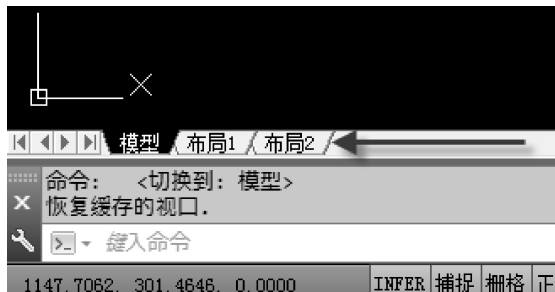 模型 布局1 布局2
命令: <切换到: 模型>
恢复缓存的视口.
键入命令
1147.7062, 301.4646, 0.0000 INFER 捕捉 栅格 正